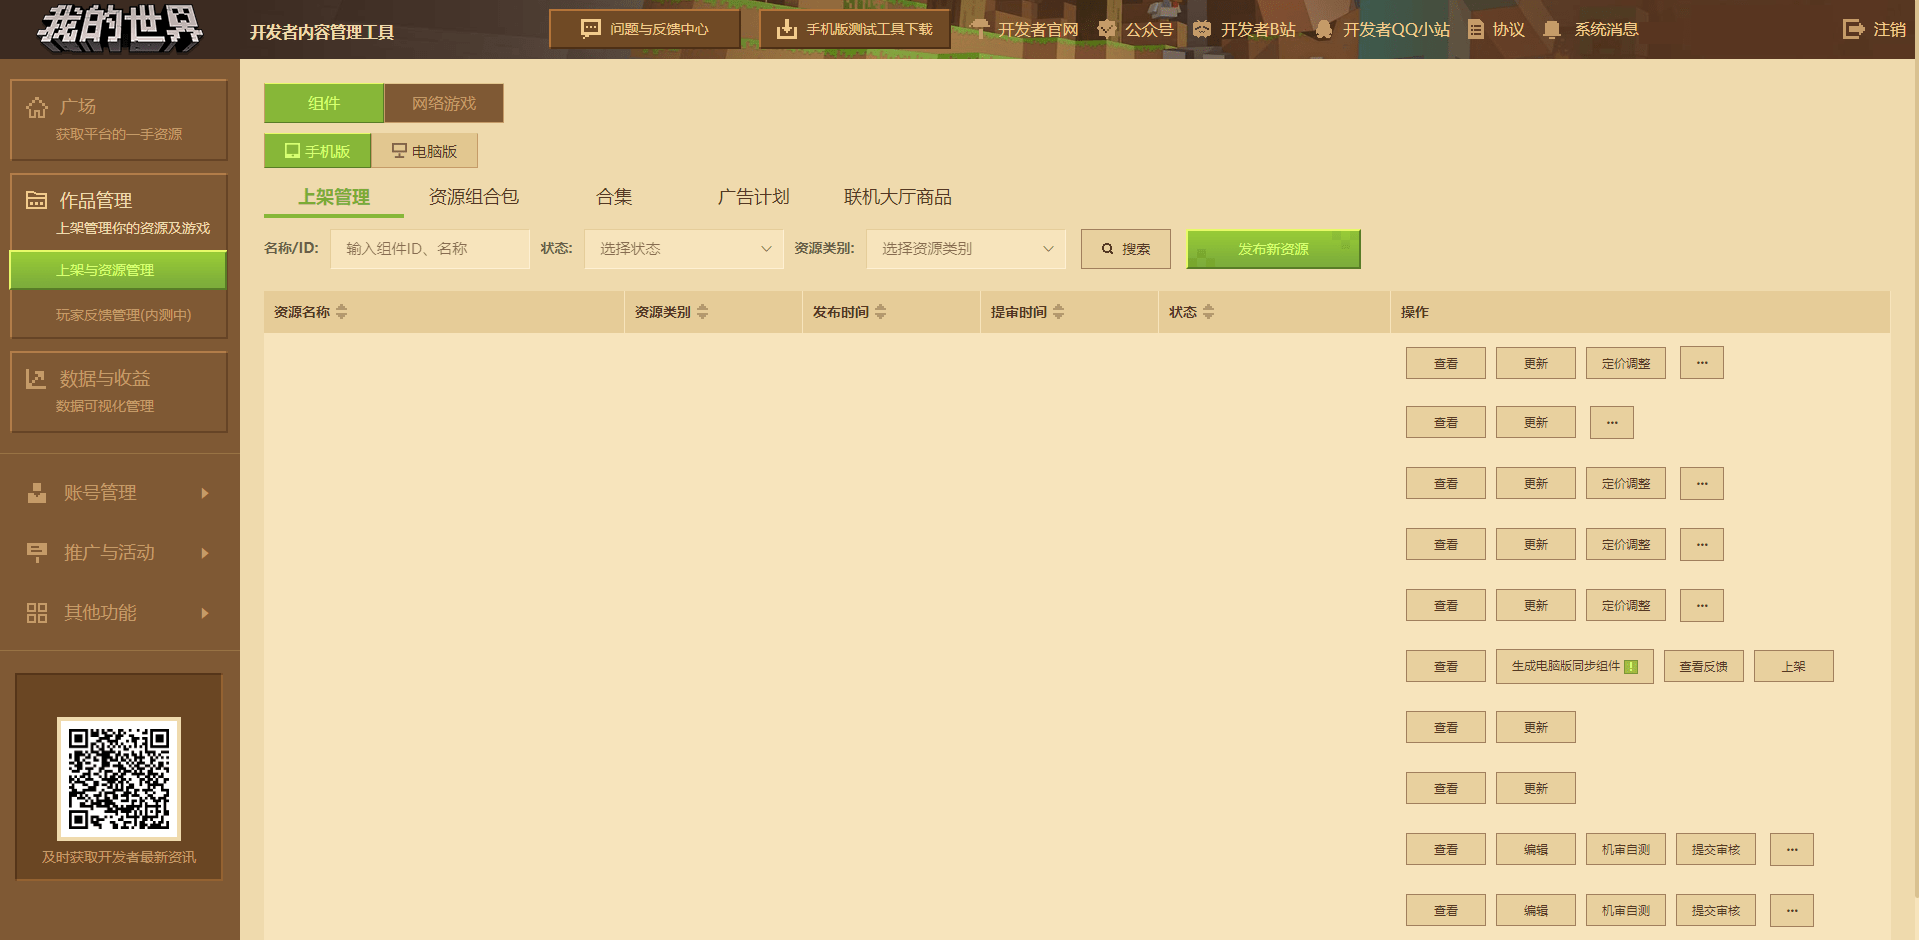 我的世界
开发者内容管理工具
问题与反馈中心
手机版测试工具下载
开发者官网
公众号
开发者B站
开发者QQ小站
协议
系统消息
注销
广场
获取平台的一手资源
作品管理
上架管理你的资源及游戏
上架与资源管理
玩家反馈管理(内测中)
数据与收益
数据可视化管理
账号管理
推广与活动
其他功能
及时获取开发者最新资讯
组件 网络游戏
手机版 电脑版
上架管理 资源组合包 合集 广告计划 联机大厅商品
名称/ID: 输入组件ID、名称 状态: 选择状态 资源类别: 选择资源类别 搜索 发布新资源
资源名称 资源类别 发布时间 提审时间 状态 操作
查看 更新 定价调整 ···
查看 更新 ···
查看 更新 定价调整 ···
查看 更新 定价调整 ···
查看 更新 定价调整 ···
查看 生成电脑版同步组件 ! 查看反馈 上架
查看 更新
查看 更新
查看 编辑 机审自测 提交审核 ···
查看 编辑 机审自测 提交审核 ···